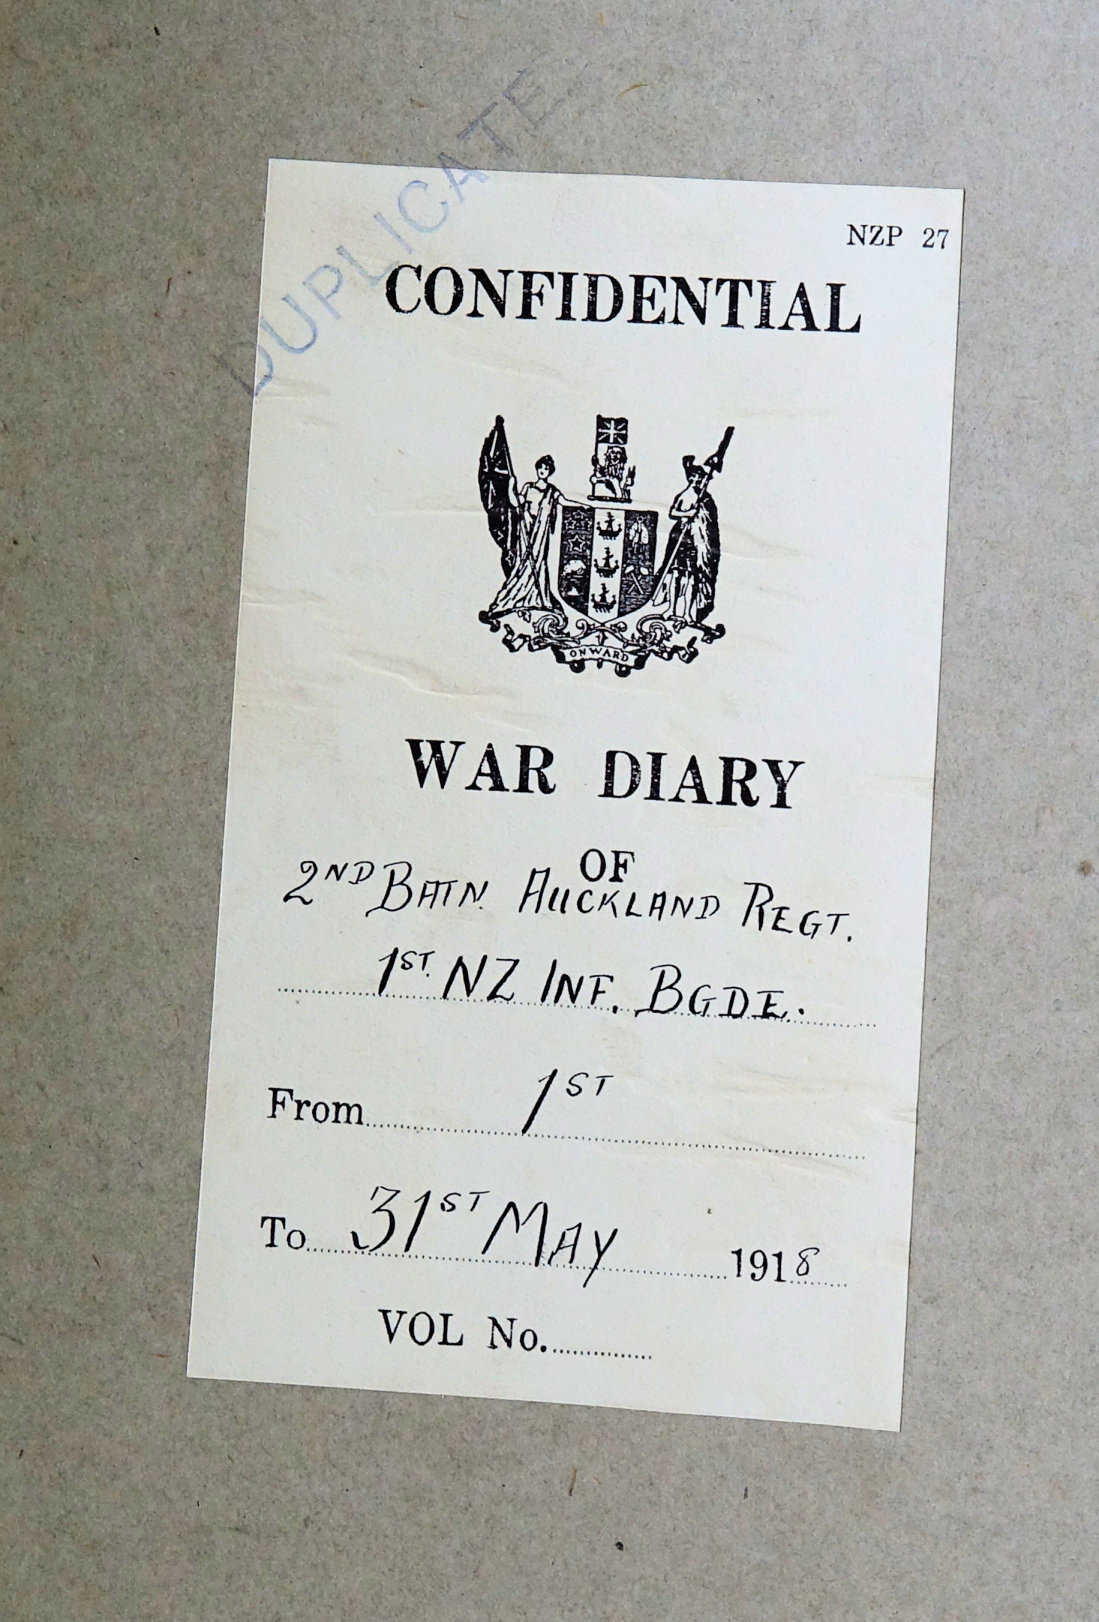 DUPLICATE
NZP 27
CONFIDENTIAL
ONWARD
WAR DIARY
OF
2ND BATN. AUCKLAND REGT.
1ST. NZ INF. BGDE.
From 1ST
To 31ST MAY 1918
VOL No.